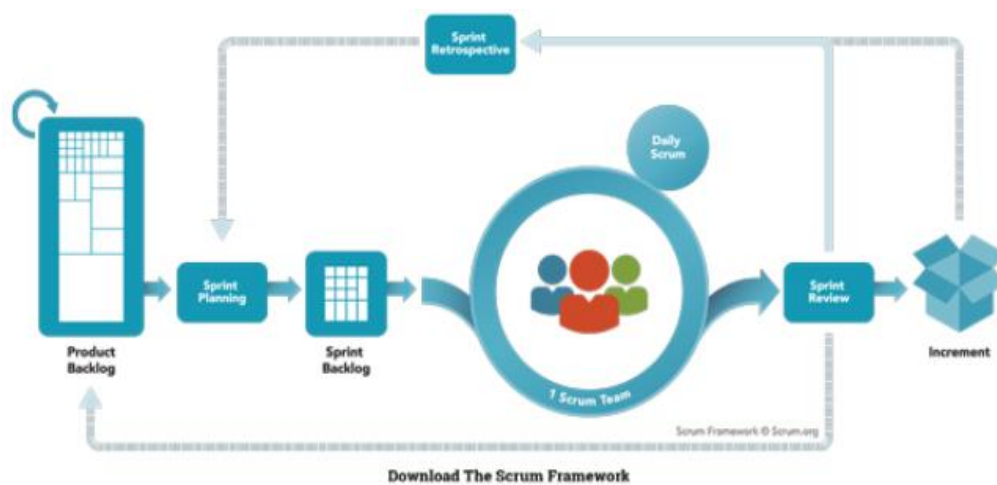 Sprint
Retrospective
Daily
Scrum
Sprint
Planning
Sprint
Review
Product
Backlog
Sprint
Backlog
1 Scrum Team
Increment
Scrum Framework © Scrum.org
Download The Scrum Framework